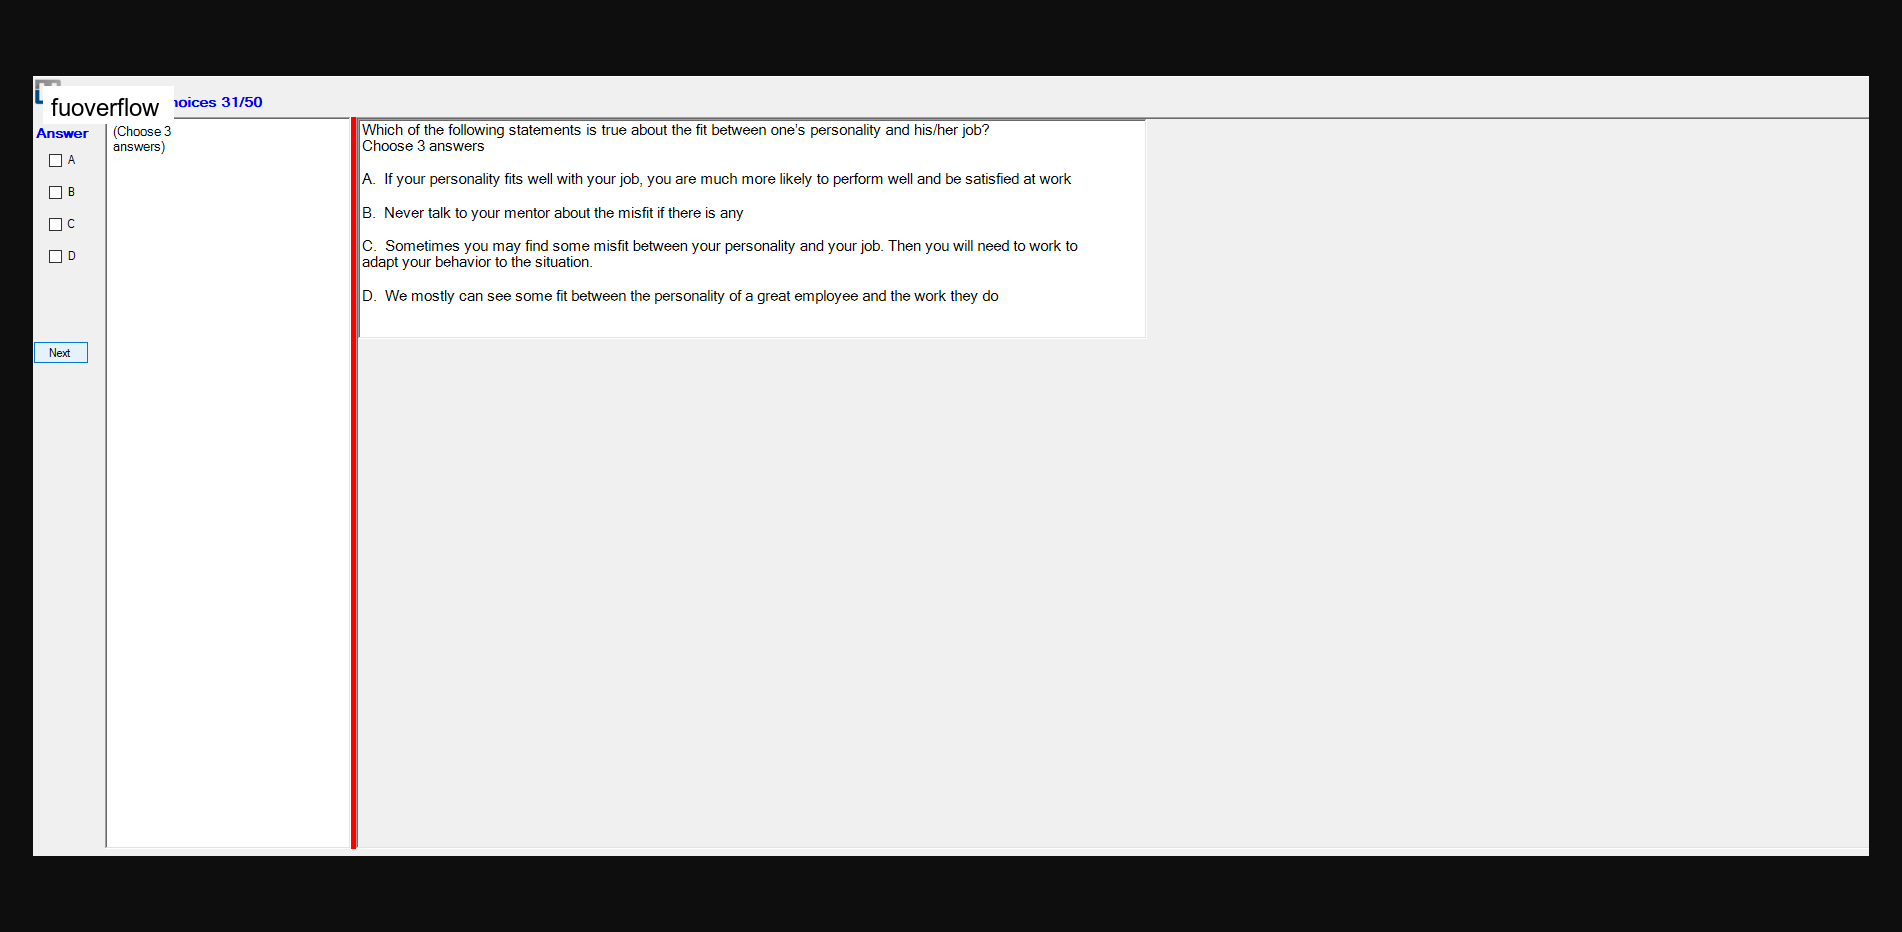 fuoverflow
hoices 31/50
Answer
(Choose 3
answers)
A
B
C
D
Next
Which of the following statements is true about the fit between one's personality and his/her job?
Choose 3 answers
A. If your personality fits well with your job, you are much more likely to perform well and be satisfied at work
B. Never talk to your mentor about the misfit if there is any
C. Sometimes you may find some misfit between your personality and your job. Then you will need to work to
adapt your behavior to the situation.
D. We mostly can see some fit between the personality of a great employee and the work they do